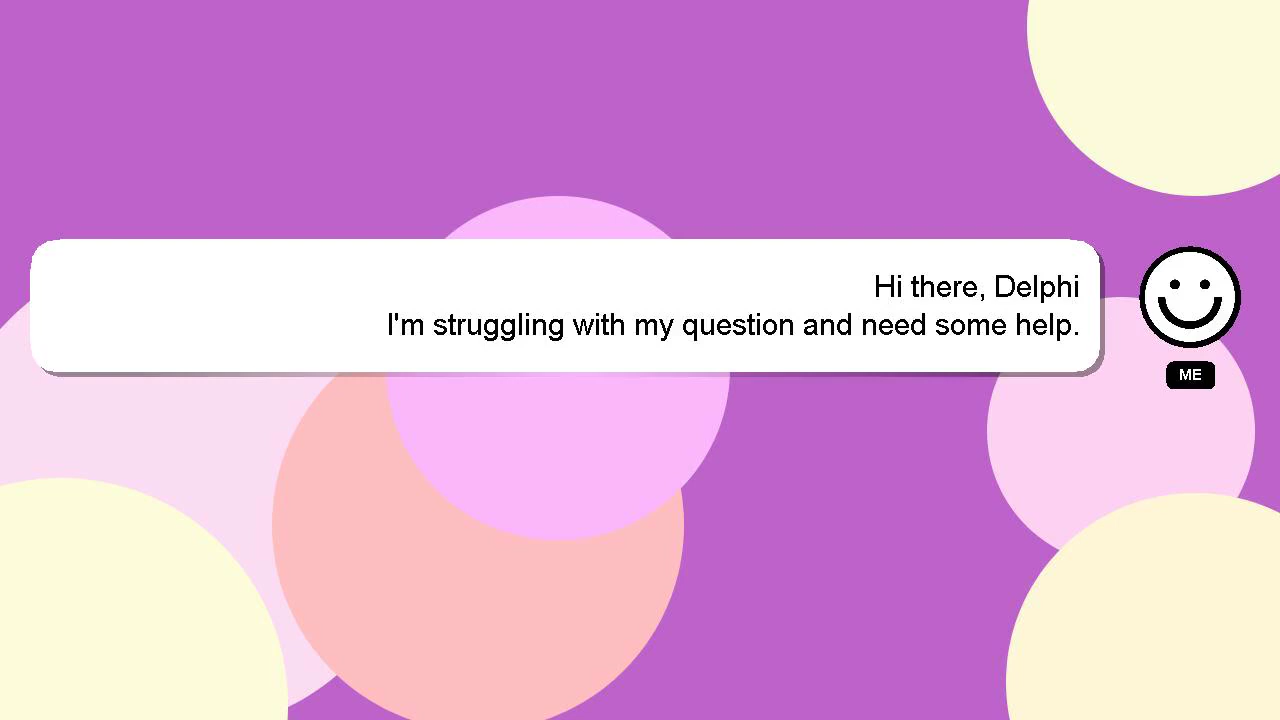 Hi there, Delphi
I'm struggling with my question and need some help.
ME